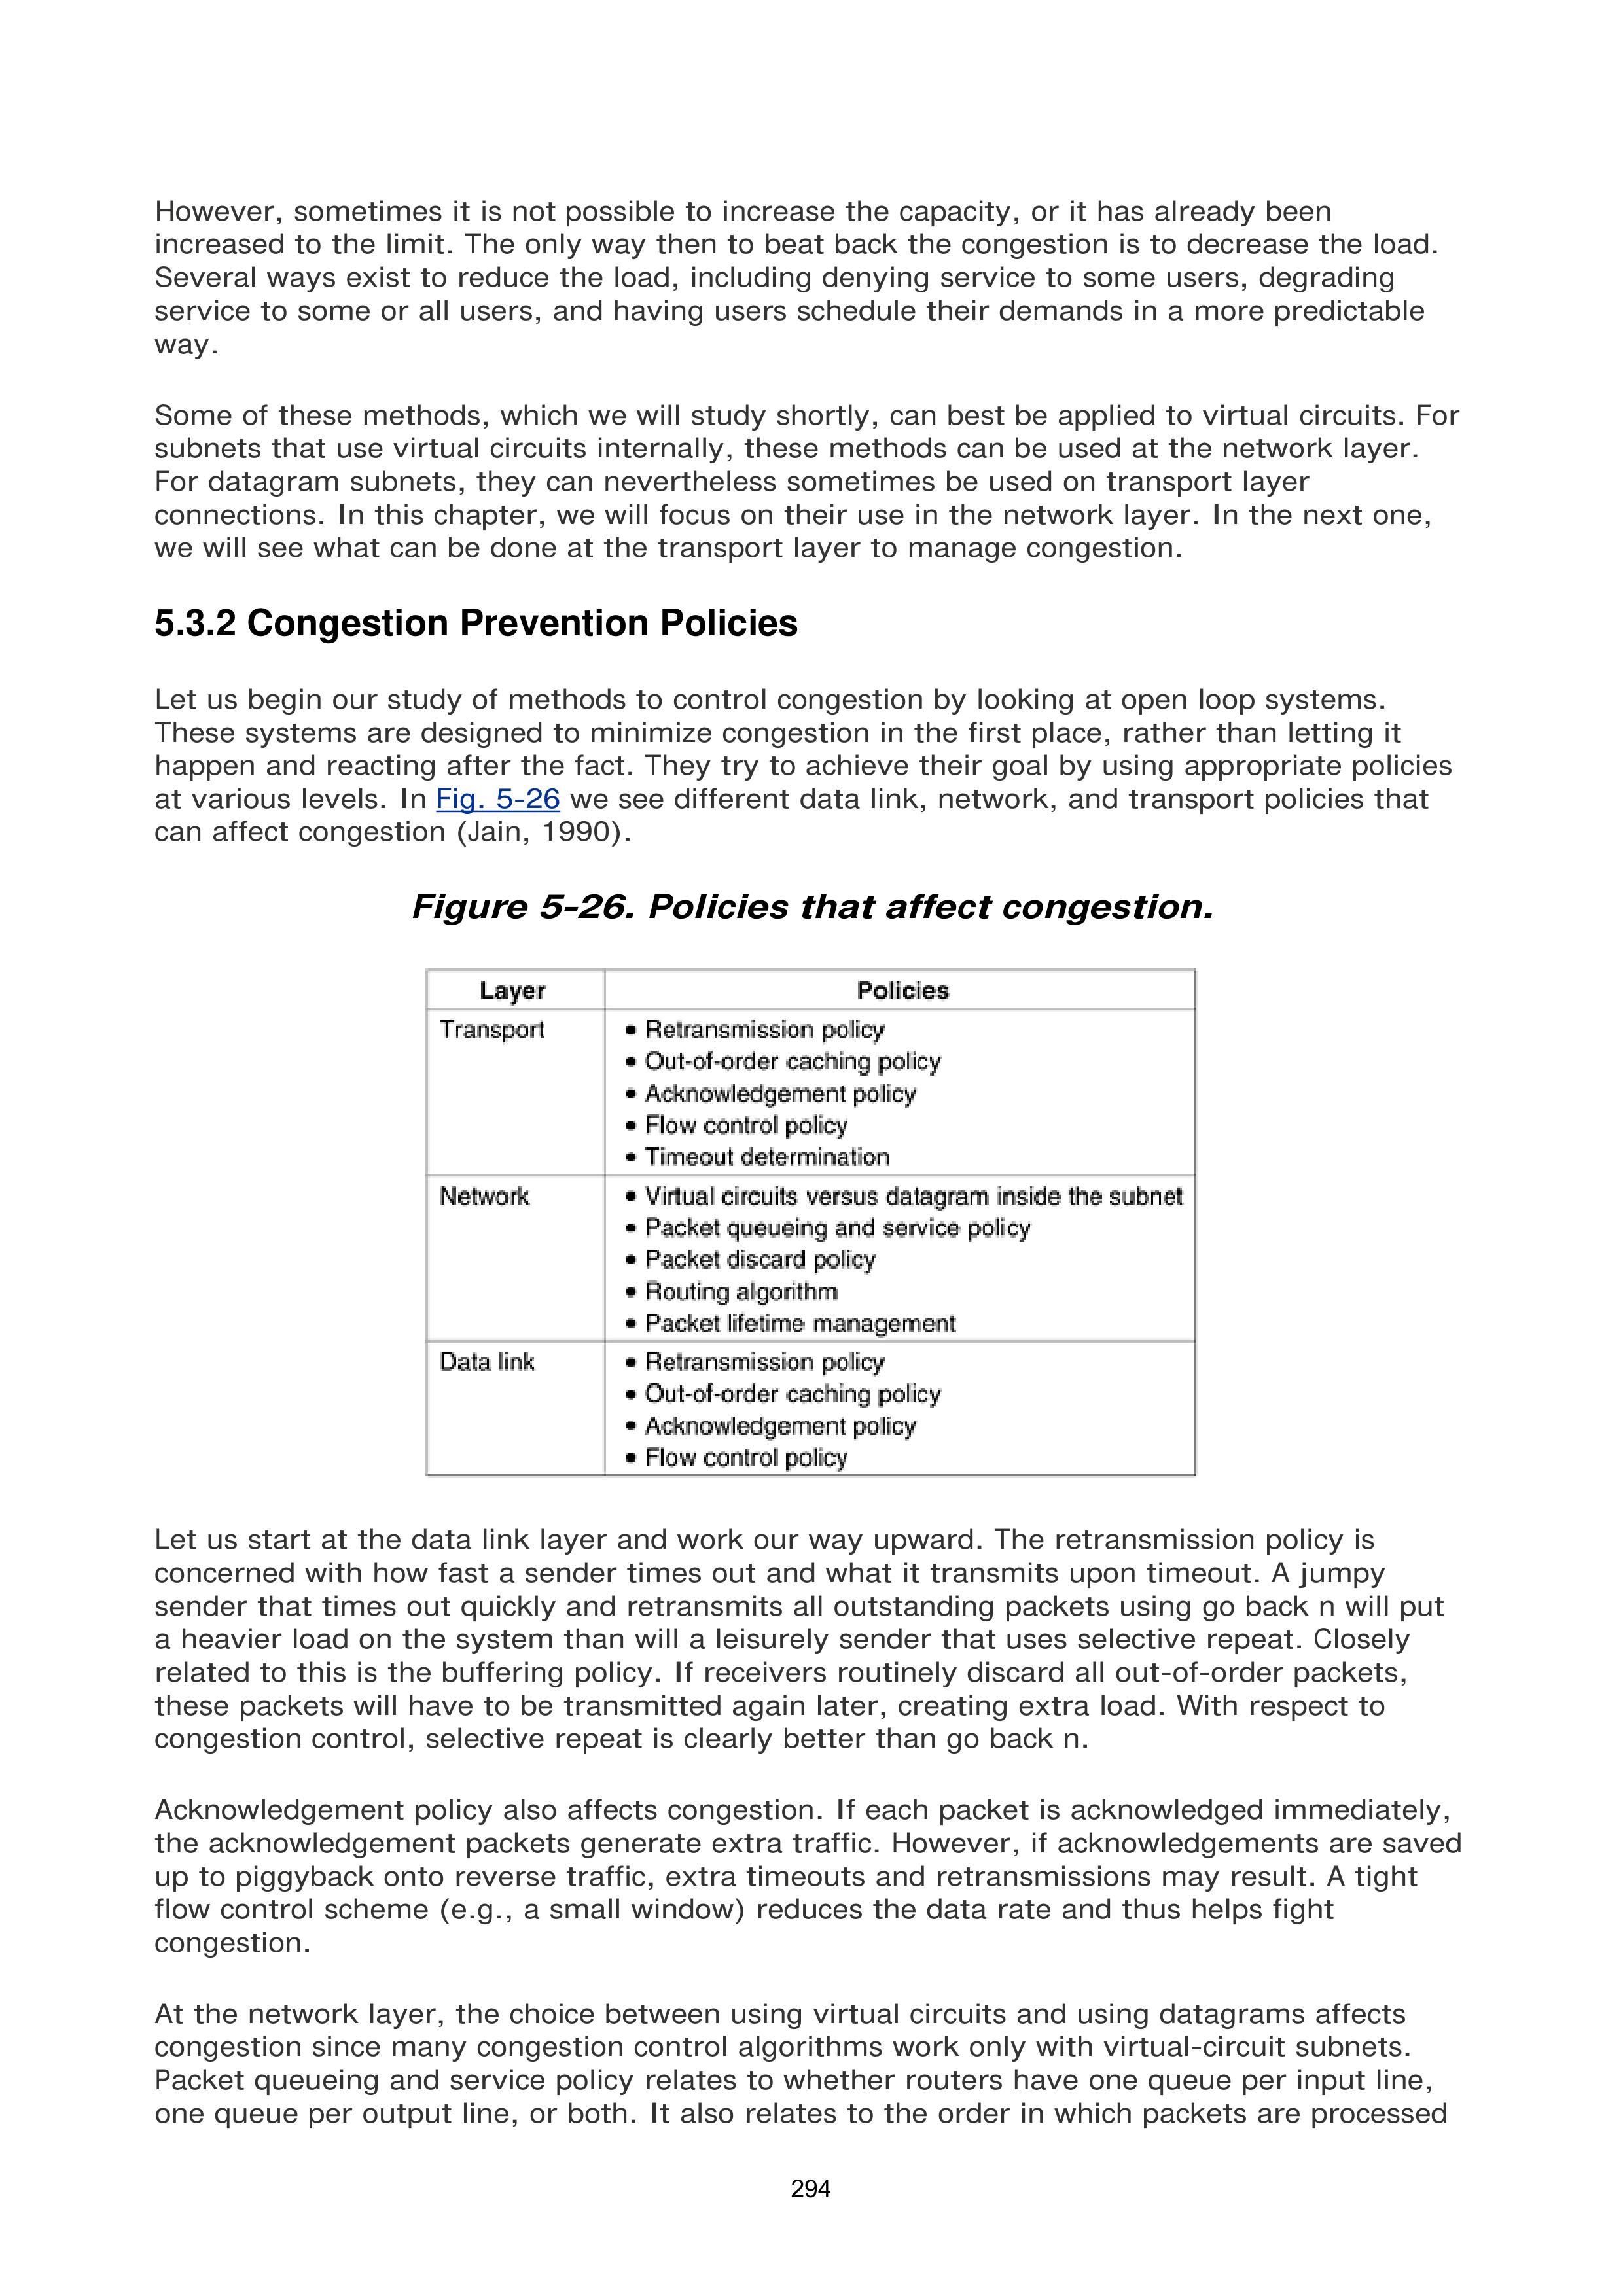 However, sometimes it is not possible to increase the capacity, or it has already been
increased to the limit. The only way then to beat back the congestion is to decrease the load.
Several ways exist to reduce the load, including denying service to some users, degrading
service to some or all users, and having users schedule their demands in a more predictable
way.
Some of these methods, which we will study shortly, can best be applied to virtual circuits. For
subnets that use virtual circuits internally, these methods can be used at the network layer.
For datagram subnets, they can nevertheless sometimes be used on transport layer
connections. In this chapter, we will focus on their use in the network layer. In the next one,
we will see what can be done at the transport layer to manage congestion.
5.3.2 Congestion Prevention Policies
Let us begin our study of methods to control congestion by looking at open loop systems.
These systems are designed to minimize congestion in the first place, rather than letting it
happen and reacting after the fact. They try to achieve their goal by using appropriate policies
at various levels. In Fig. 5-26 we see different data link, network, and transport policies that
can affect congestion (Jain, 1990).
Figure 5-26. Policies that affect congestion.
Layer Policies
Transport • Retransmission policy
• Out-of-order caching policy
• Acknowledgement policy
• Flow control policy
• Timeout determination
Network • Virtual circuits versus datagram inside the subnet
• Packet queueing and service policy
• Packet discard policy
• Routing algorithm
• Packet lifetime management
Data link • Retransmission policy
• Out-of-order caching policy
• Acknowledgement policy
• Flow control policy
Let us start at the data link layer and work our way upward. The retransmission policy is
concerned with how fast a sender times out and what it transmits upon timeout. A jumpy
sender that times out quickly and retransmits all outstanding packets using go back n will put
a heavier load on the system than will a leisurely sender that uses selective repeat. Closely
related to this is the buffering policy. If receivers routinely discard all out-of-order packets,
these packets will have to be transmitted again later, creating extra load. With respect to
congestion control, selective repeat is clearly better than go back n.
Acknowledgement policy also affects congestion. If each packet is acknowledged immediately,
the acknowledgement packets generate extra traffic. However, if acknowledgements are saved
up to piggyback onto reverse traffic, extra timeouts and retransmissions may result. A tight
flow control scheme (e.g., a small window) reduces the data rate and thus helps fight
congestion.
At the network layer, the choice between using virtual circuits and using datagrams affects
congestion since many congestion control algorithms work only with virtual-circuit subnets.
Packet queueing and service policy relates to whether routers have one queue per input line,
one queue per output line, or both. It also relates to the order in which packets are processed
294